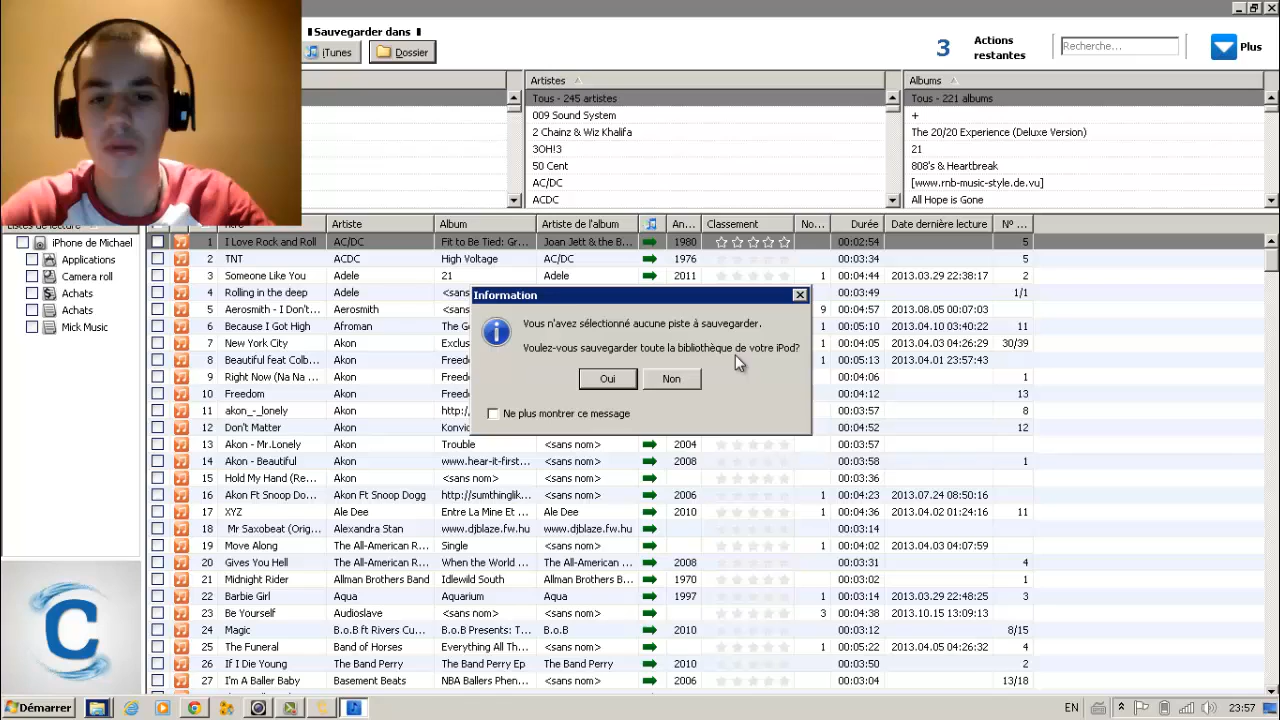 Sauvegarder dans
iTunes Dossier
3 Actions restantes
Recherche...
Plus
Artistes
Tous - 245 artistes
009 Sound System
2 Chainz & Wiz Khalifa
3OH!3
50 Cent
AC/DC
ACDC
Albums
Tous - 221 albums
+
The 20/20 Experience (Deluxe Version)
21
808's & Heartbreak
[www.rnb-music-style.de.vu]
All Hope is Gone
iPhone de Michael
Applications
Camera roll
Achats
Achats
Mick Music
Artiste Album Artiste de l'album An... Classement No... Durée Date dernière lecture N° ...
1 I Love Rock and Roll AC/DC Fit to Be Tied: Gr... Joan Jett & the B... 1980 00:02:54 5
2 TNT ACDC High Voltage AC/DC 1976 00:03:34 5
3 Someone Like You Adele 21 Adele 2011 1 00:04:44 2013.03.29 22:38:17 2
4 Rolling in the deep Adele <sans 00:03:49 1/1
5 Aerosmith - I Don't... Aerosmith <sans 9 00:04:57 2013.08.05 00:07:03
6 Because I Got High Afroman The G 1 00:05:10 2013.04.03 04:07:40 11
7 New York City Akon Exclus 1 00:04:05 2013.04.03 04:26:29 30/39
8 Beautiful feat Colb... Akon Freed 1 00:05:13 2013.04.01 23:57:43
9 Right Now (Na Na ... Akon Freed 00:04:06 1
10 Freedom Akon Freed 00:04:12 13
11 akon_-_lonely Akon http:, 00:03:57 8
12 Don't Matter Akon Konvic 00:04:52 12
Information
Vous n'avez sélectionné aucune piste à sauvegarder.
Voulez-vous sauvegarder toute la bibliothèque de votre iPod?
Oui Non
Ne plus montrer ce message
13 Akon - Mr.Lonely Akon Trouble <sans nom> 2004 00:03:57
14 Akon - Beautiful Akon www.hear-it-first... <sans nom> 2008 00:03:58 1
15 Hold My Hand (Re... Akon <sans nom> <sans nom> 00:03:36
16 Akon Ft Snoop Do... Akon Ft Snoop Dogg http://sumthinglik... <sans nom> 2006 1 00:04:23 2013.07.24 08:50:16
17 XYZ Ale Dee Entre La Mine Et ... Ale Dee 2010 1 00:04:36 2013.04.02 01:24:16 11
18 Mr Saxobeat (Orig... Alexandra Stan www.djblaze.fw.hu www.djblaze.fw.hu 00:03:14
19 Move Along The All-American R... Single <sans nom> 1 00:04:02 2013.04.03 04:07:59
20 Gives You Hell The All-American R... When the World ... The All-American R... 2008 00:03:12 4
21 Midnight Rider Allman Brothers Band Idlewild South Allman Brothers B... 1970 00:03:02 1
22 Barbie Girl Aqua Aquarium Aqua 1997 1 00:03:22 2013.03.29 22:48:25 3
23 Be Yourself Audioslave <sans nom> <sans nom> 3 00:04:38 2013.10.15 13:09:13
24 Magic B.o.B ft Rivers Cu... B.o.B Presents: T... B.o.B 2010 00:03:12 8/15
25 The Funeral Band of Horses Everything All Th... Band of Horses 1 00:05:22 2013.04.05 04:26:32 4
26 If I Die Young The Band Perry The Band Perry Ep The Band Perry 2010 00:03:50 2
27 I'm A Baller Baby Basement Beats NBA Ballers Phen... Basement Beats 2006 00:03:04 13/18
C
Démarrer
EN 23:57